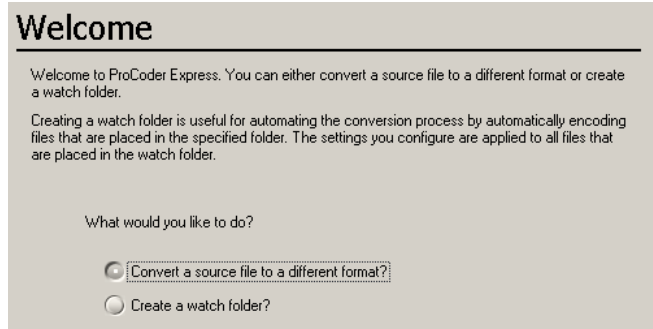 Welcome
Welcome to ProCoder Express. You can either convert a source file to a different format or create
a watch folder.
Creating a watch folder is useful for automating the conversion process by automatically encoding
files that are placed in the specified folder. The settings you configure are applied to all files that
are placed in the watch folder.
What would you like to do?
Convert a source file to a different format?
Create a watch folder?